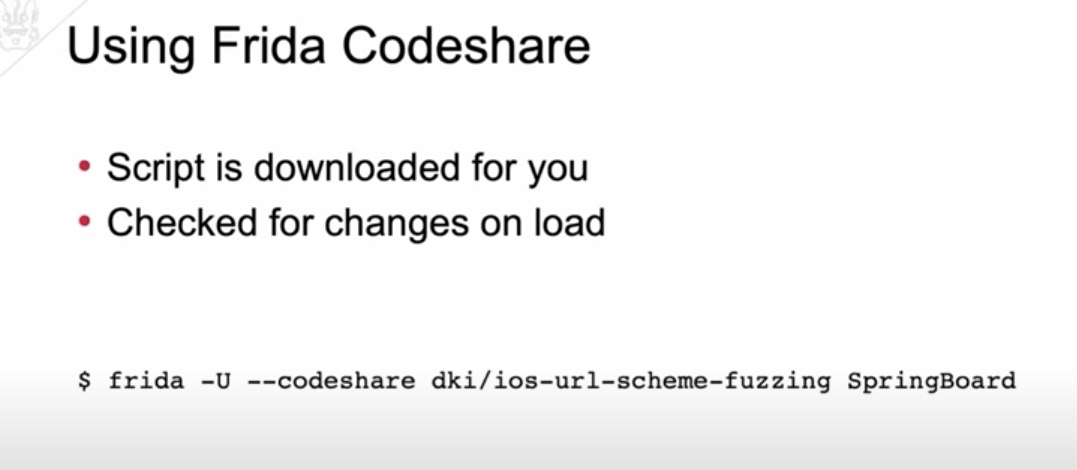 Using Frida Codeshare
• Script is downloaded for you
• Checked for changes on load
$ frida -U --codeshare dki/ios-url-scheme-fuzzing SpringBoard